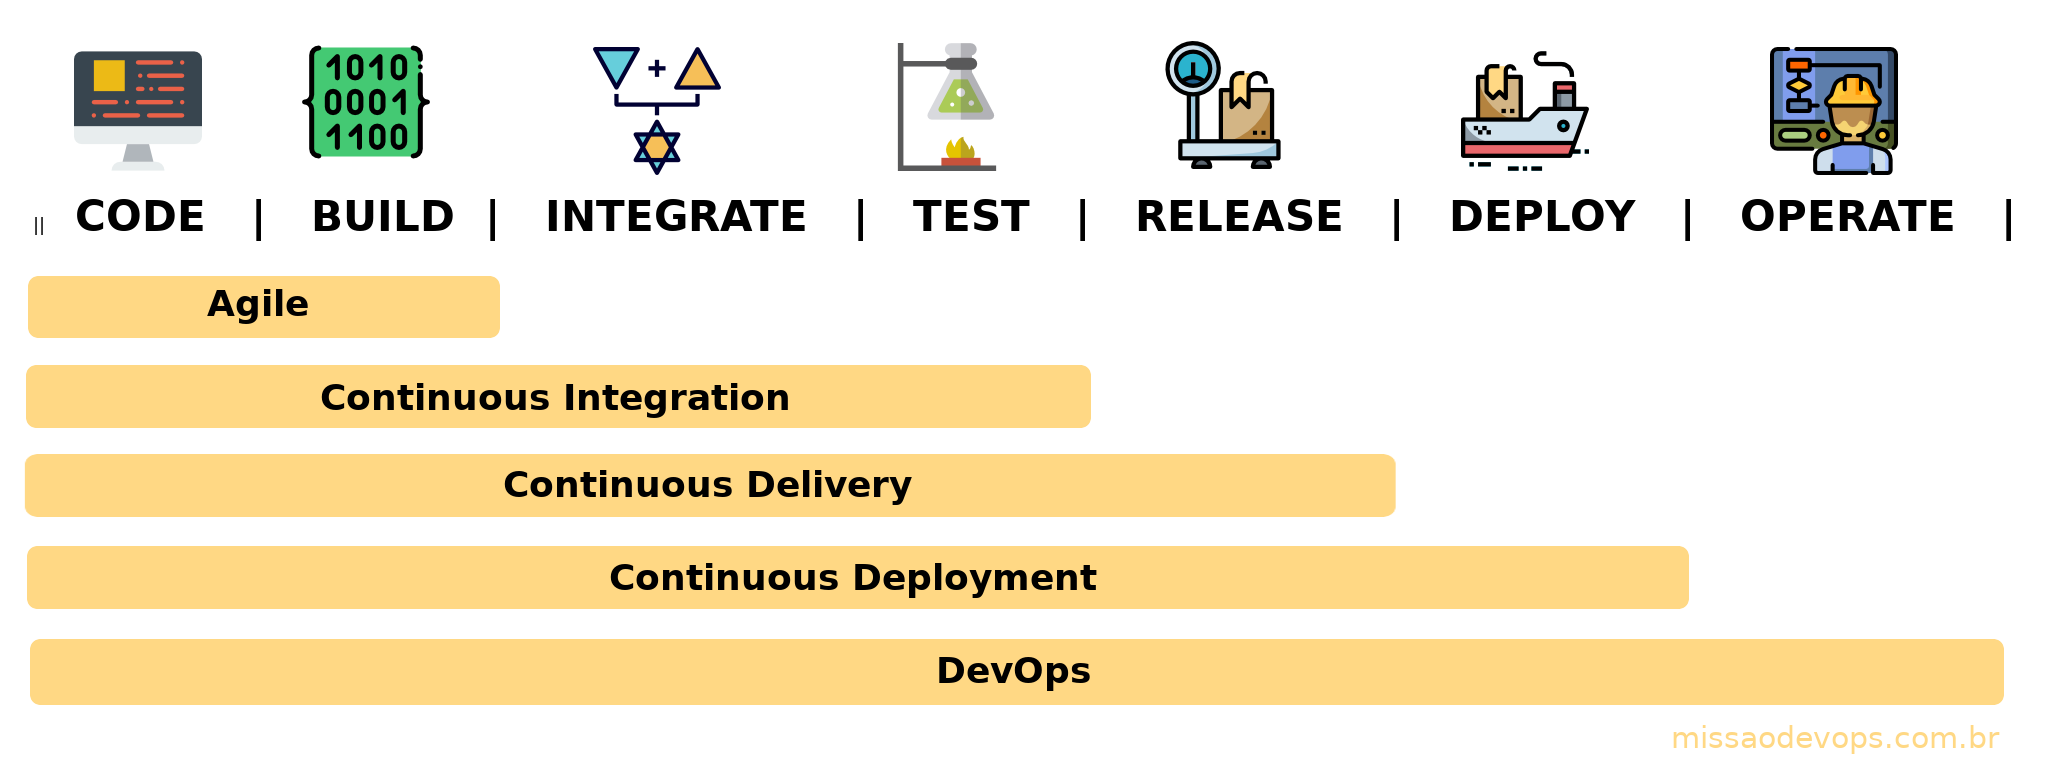 1010
0001
1100
|| CODE | BUILD | INTEGRATE | TEST | RELEASE | DEPLOY | OPERATE |
Agile
Continuous Integration
Continuous Delivery
Continuous Deployment
DevOps
missaodevops.com.br